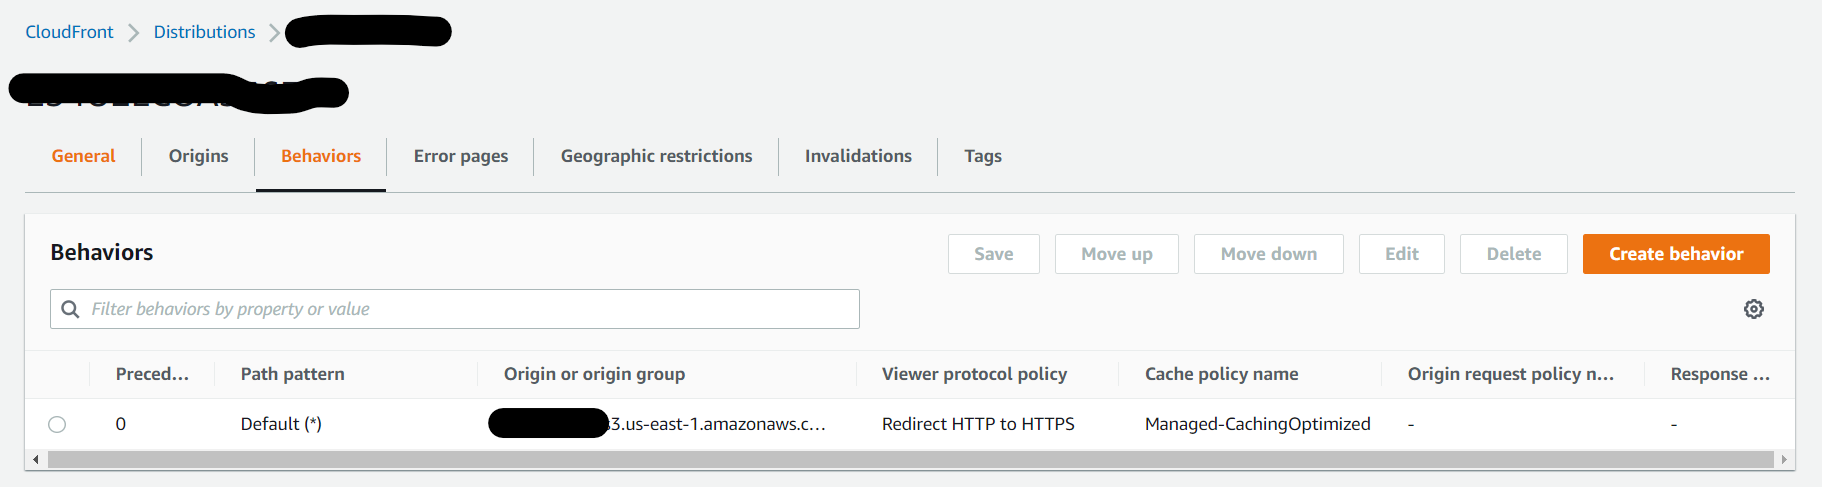 CloudFront Distributions
General Origins Behaviors Error pages Geographic restrictions Invalidations Tags
Behaviors Save Move up Move down Edit Delete Create behavior
Filter behaviors by property or value
Preced... Path pattern Origin or origin group Viewer protocol policy Cache policy name Origin request policy n... Response ...
0 Default (*) 3.us-east-1.amazonaws.c... Redirect HTTP to HTTPS Managed-CachingOptimized - -